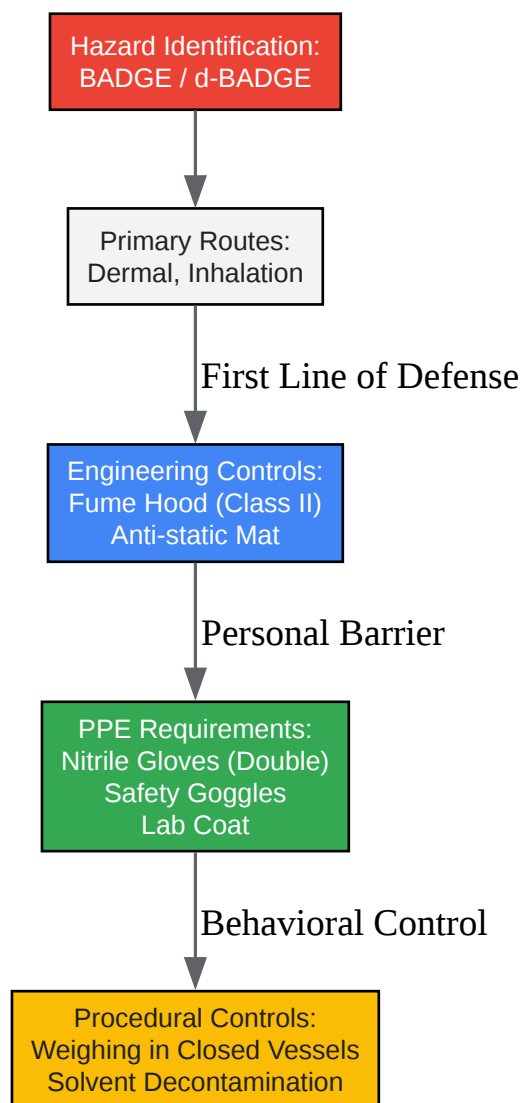 Hazard Identification:
BADGE / d-BADGE
Primary Routes:
Dermal, Inhalation
First Line of Defense
Engineering Controls:
Fume Hood (Class II)
Anti-static Mat
Personal Barrier
PPE Requirements:
Nitrile Gloves (Double)
Safety Goggles
Lab Coat
Behavioral Control
Procedural Controls:
Weighing in Closed Vessels
Solvent Decontamination